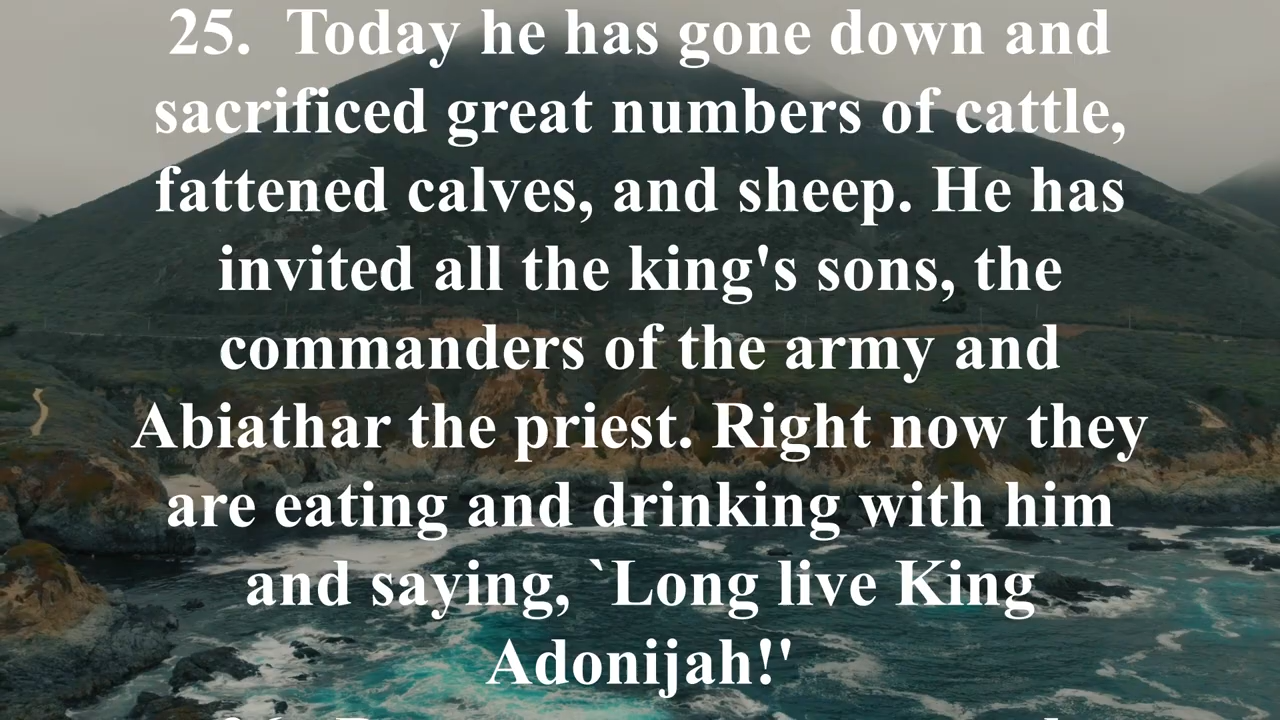 25.  Today he has gone down and
sacrificed great numbers of cattle,
fattened calves, and sheep. He has
invited all the king's sons, the
commanders of the army and
Abiathar the priest. Right now they
are eating and drinking with him
and saying, `Long live King
Adonijah!'